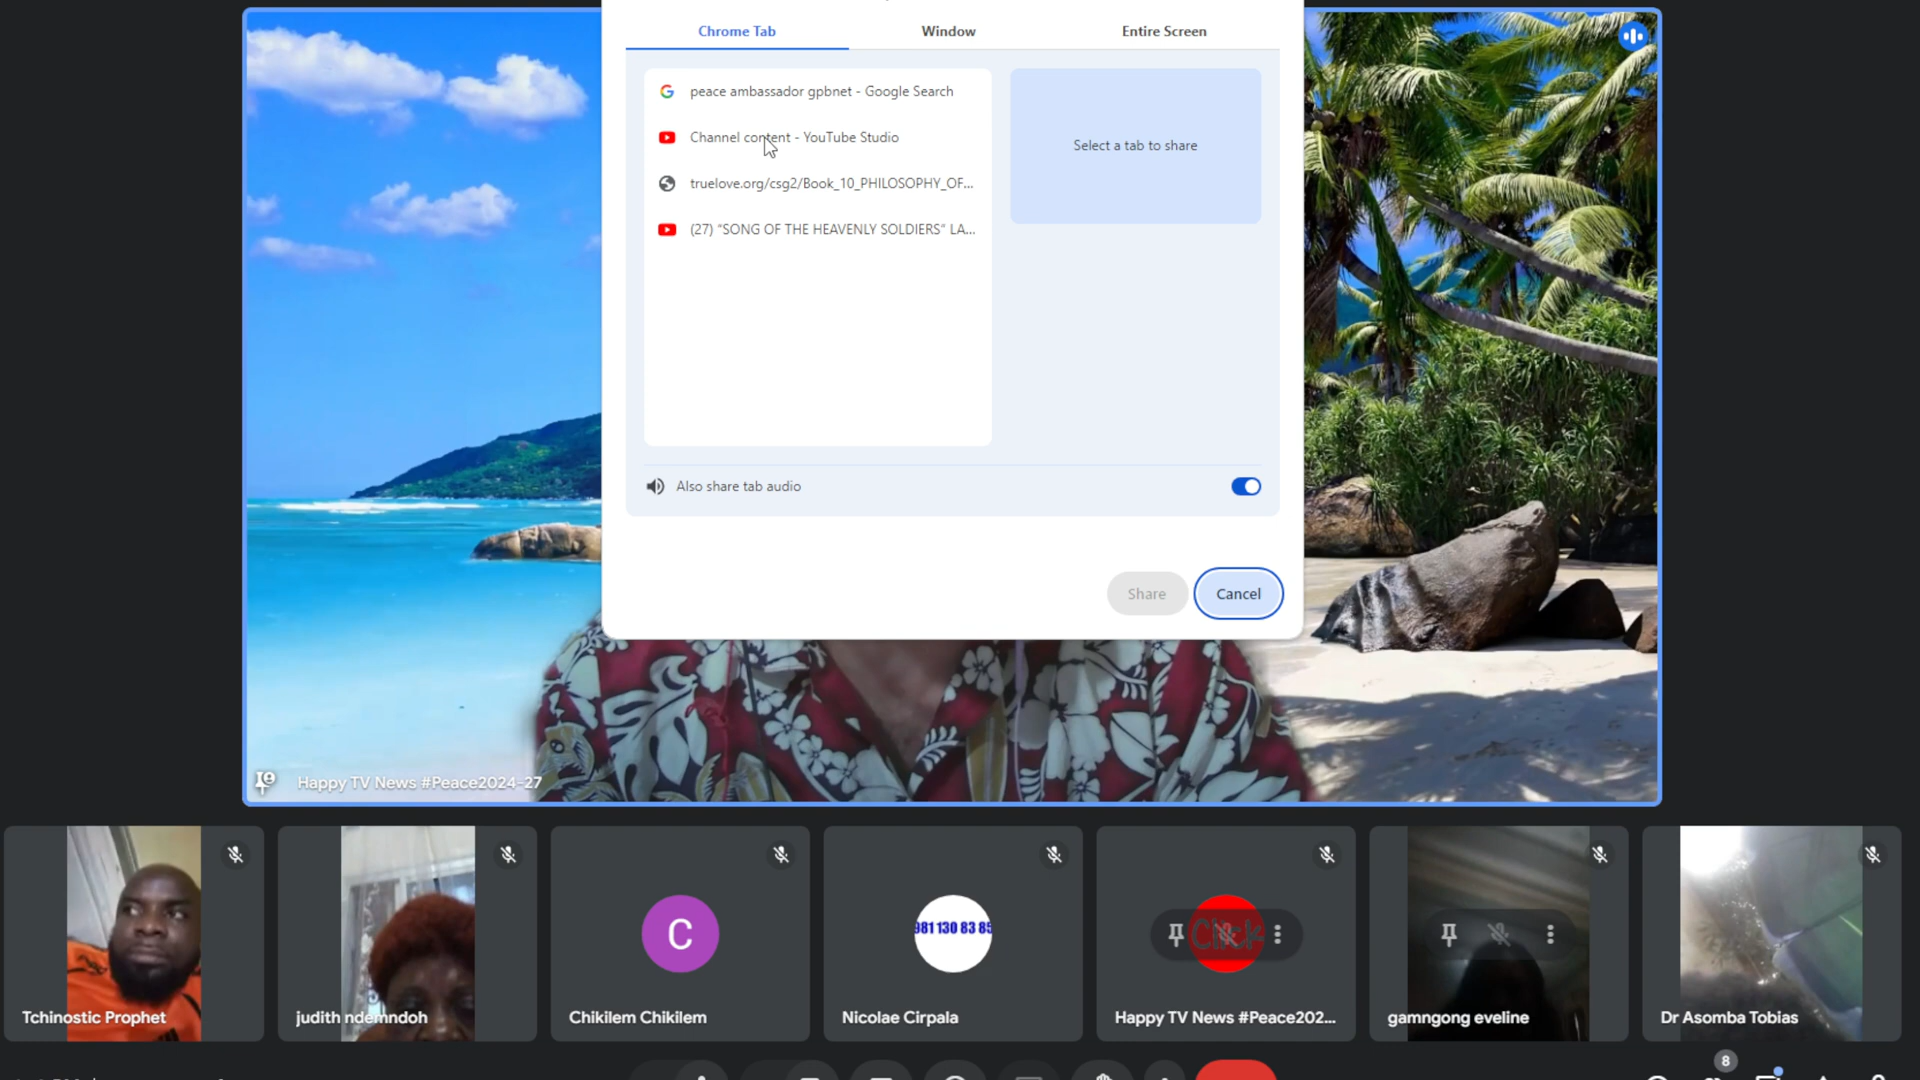 Chrome Tab
Window
Entire Screen
peace ambassador gpbnet - Google Search
Channel content - YouTube Studio
truelove.org/csg2/Book_10_PHILOSOPHY_OF...
(27) “SONG OF THE HEAVENLY SOLDIERS” LA...
Select a tab to share
Also share tab audio
Share
Cancel
Happy TV News #Peace2024-27
C
981 130 83 85
Click
Tchinostic Prophet
judith ndemndoh
Chikilem Chikilem
Nicolae Cirpala
Happy TV News #Peace202...
gamngong eveline
Dr Asomba Tobias
8